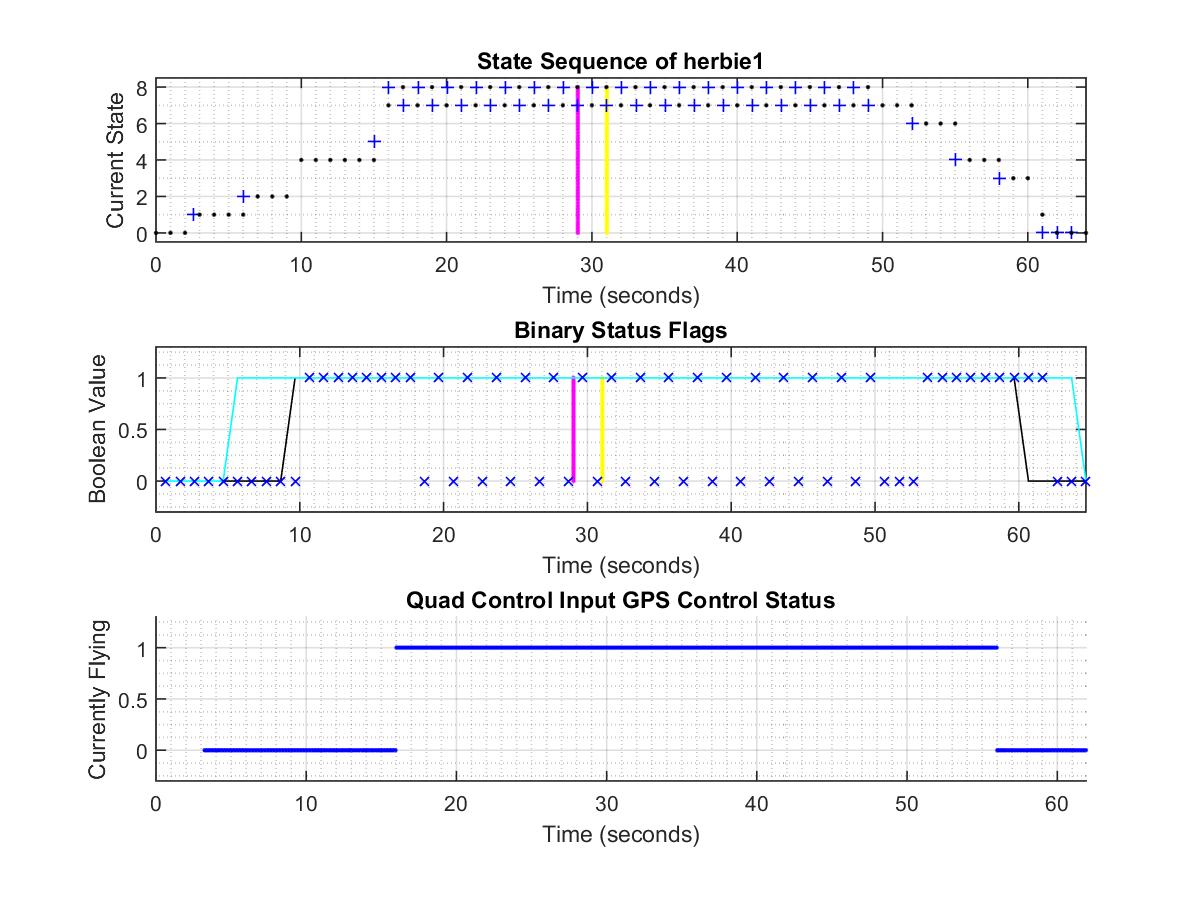 State Sequence of herbie1
Current State
8
6
4
2
0
0 10 20 30 40 50 60
Time (seconds)
Binary Status Flags
Boolean Value
1
0.5
0
0 10 20 30 40 50 60
Time (seconds)
Quad Control Input GPS Control Status
Currently Flying
1
0.5
0
0 10 20 30 40 50 60
Time (seconds)